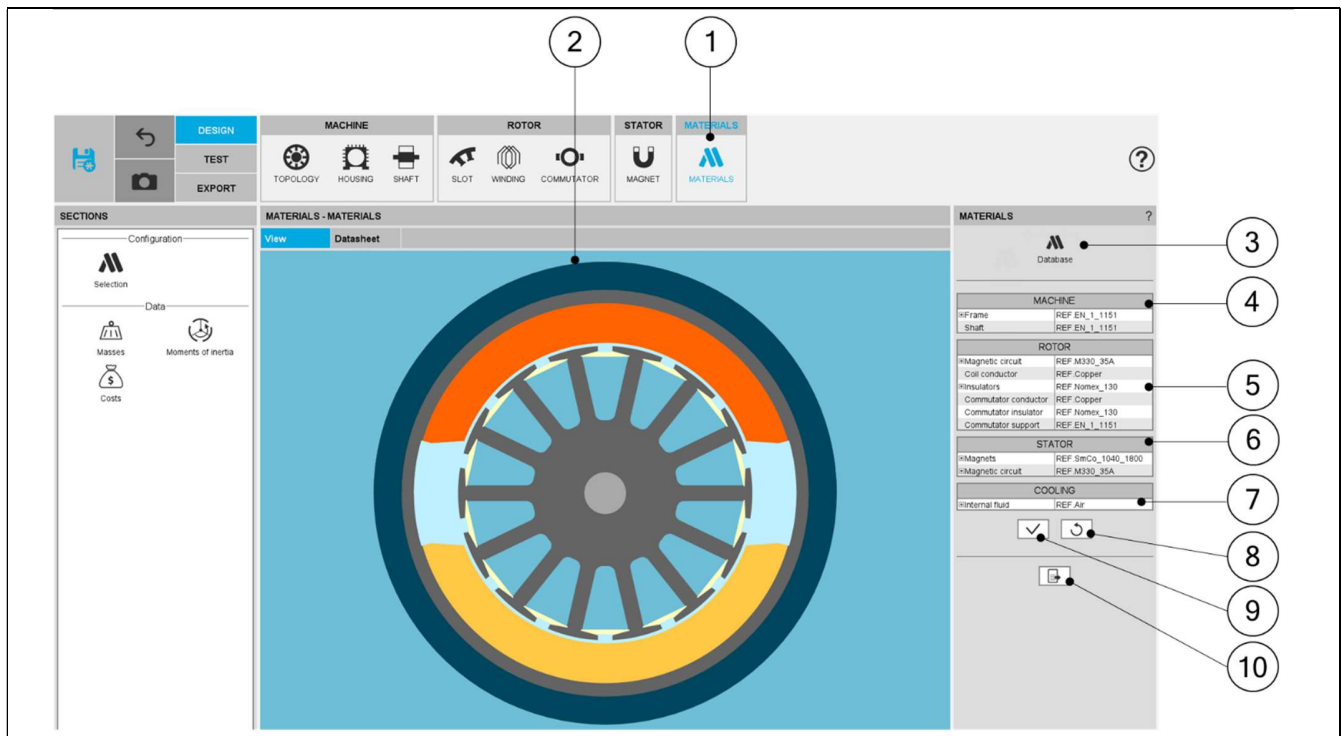 2
1
DESIGN
TEST
EXPORT
MACHINE
TOPOLOGY HOUSING SHAFT
ROTOR
SLOT WINDING COMMUTATOR
STATOR
MAGNET
MATERIALS
MATERIALS
?
SECTIONS
Configuration
Selection
Data
Masses Moments of inertia
$
Costs
MATERIALS - MATERIALS
View Datasheet
MATERIALS ?
Database
MACHINE
Frame REF.EN_1_1151
Shaft REF.EN_1_1151
ROTOR
Magnetic circuit REF.M330_35A
Coil conductor REF.Copper
Insulators REF.Nomex_130
Commutator conductor REF.Copper
Commutator insulator REF.Nomex_130
Commutator support REF.EN_1_1151
STATOR
Magnets REF.SmCo_1040_1800
Magnetic circuit REF.M330_35A
COOLING
Internal fluid REF.Air
3
4
5
6
7
8
9
10